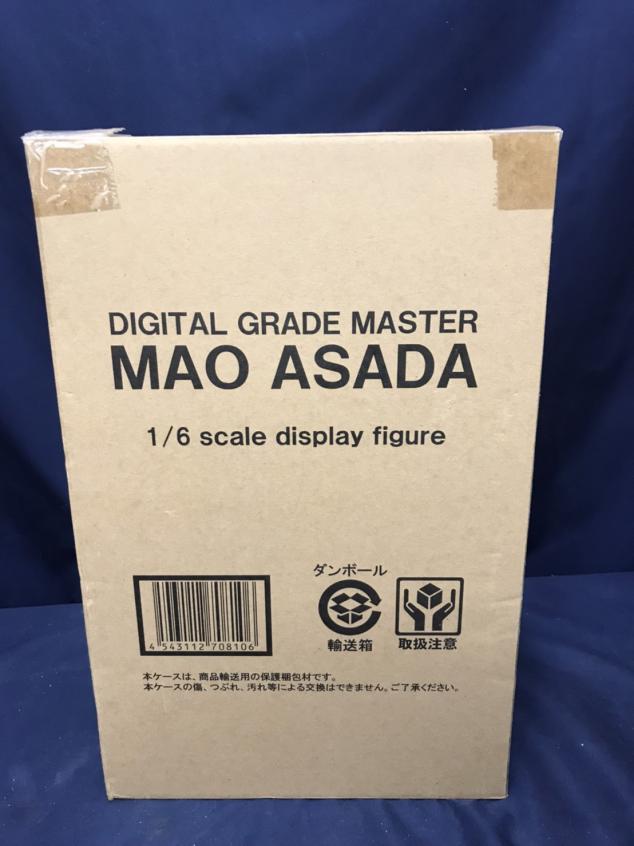 DIGITAL GRADE MASTER
MAO ASADA
1/6 scale display figure
ダンボール
輸送箱
取扱注意
4 543112 708106
本ケースは、商品輸送用の保護梱包材です。
本ケースの傷、つぶれ、汚れ等による交換はできません。ご了承ください。